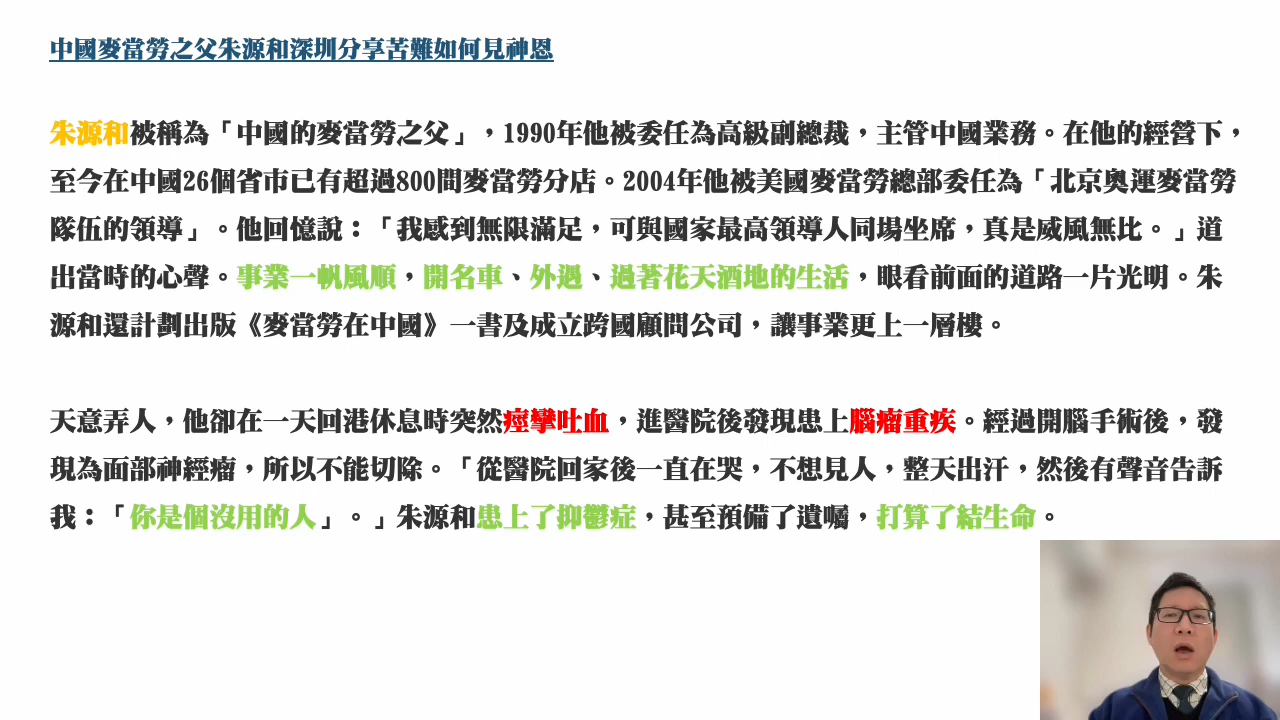 中國麥當勞之父朱源和深圳分享苦難如何見神恩
朱源和被稱為「中國的麥當勞之父」，1990年他被委任為高級副總裁，主管中國業務。在他的經營下，
至今在中國26個省市已有超過800間麥當勞分店。2004年他被美國麥當勞總部委任為「北京奧運麥當勞
隊伍的領導」。他回憶說：「我感到無限滿足，可與國家最高領導人同場坐席，真是威風無比。」道
出當時的心聲。事業一帆風順，開名車、外遇、過著花天酒地的生活，眼看前面的道路一片光明。朱
源和還計劃出版《麥當勞在中國》一書及成立跨國顧問公司，讓事業更上一層樓。
天意弄人，他卻在一天回港休息時突然痙攣吐血，進醫院後發現患上腦瘤重疾。經過開腦手術後，發
現為面部神經瘤，所以不能切除。「從醫院回家後一直在哭，不想見人，整天出汗，然後有聲音告訴
我：「你是個沒用的人」。」朱源和患上了抑鬱症，甚至預備了遺囑，打算了結生命。